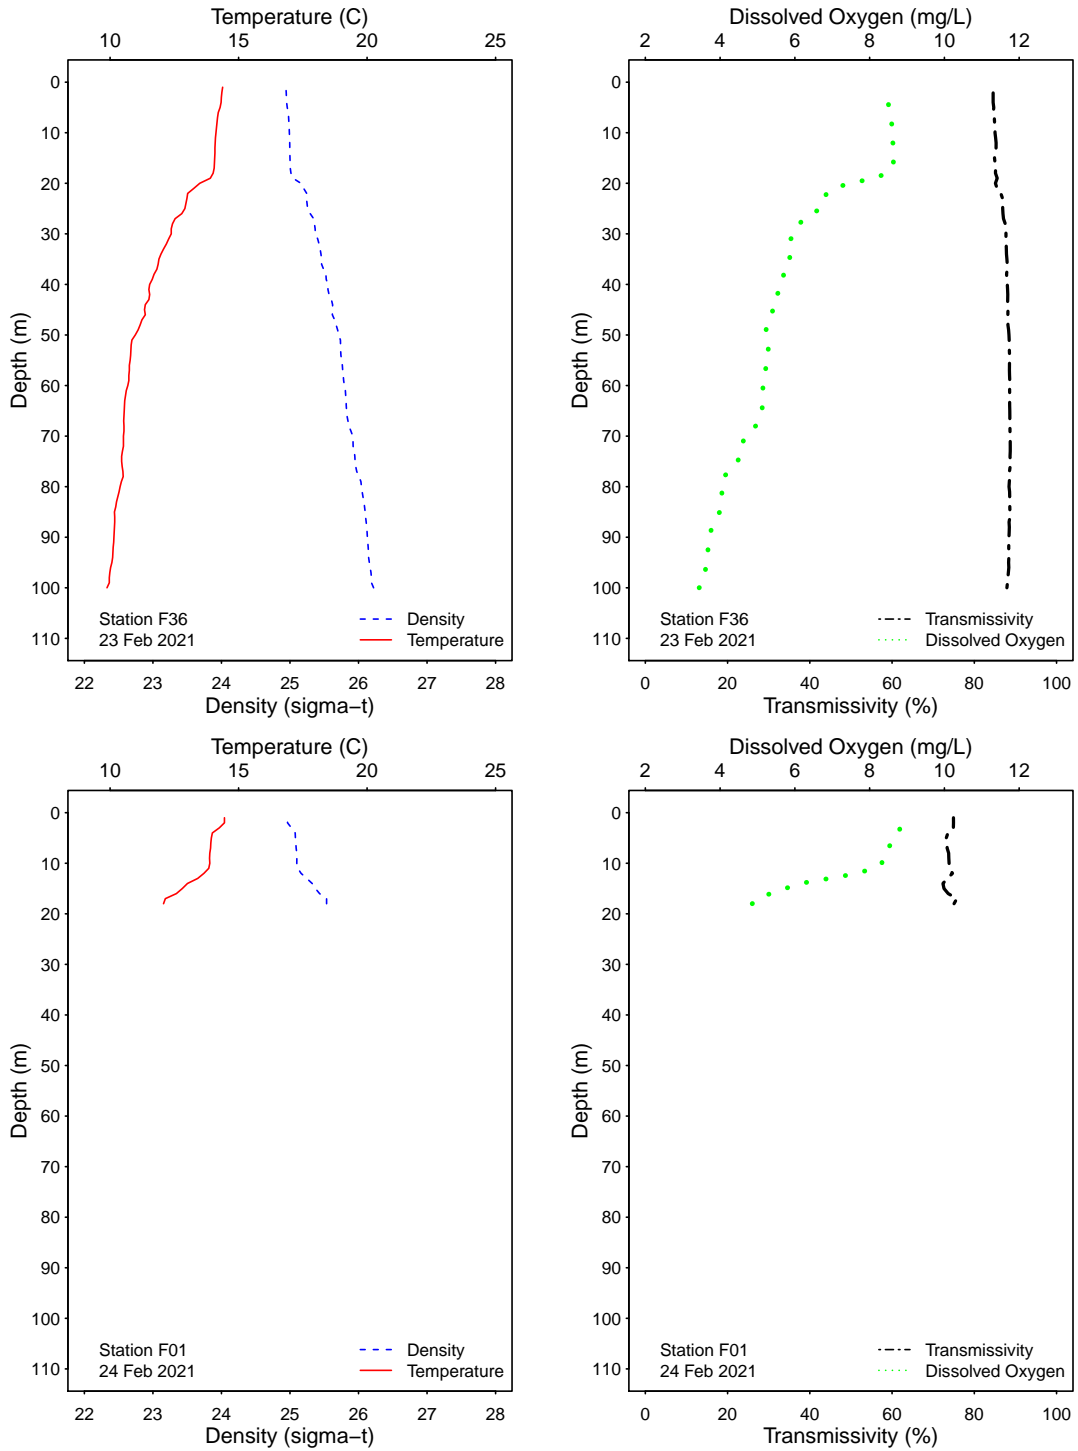 Temperature (C)
10 15 20 25
0
10
20
30
40
50
60
70
80
90
100
110
Depth (m)
Station F36
23 Feb 2021
Density
Temperature
22 23 24 25 26 27 28
Density (sigma−t)
Dissolved Oxygen (mg/L)
2 4 6 8 10 12
0
10
20
30
40
50
60
70
80
90
100
110
Depth (m)
Station F36
23 Feb 2021
Transmissivity
Dissolved Oxygen
0 20 40 60 80 100
Transmissivity (%)
Temperature (C)
10 15 20 25
0
10
20
30
40
50
60
70
80
90
100
110
Depth (m)
Station F01
24 Feb 2021
Density
Temperature
22 23 24 25 26 27 28
Density (sigma−t)
Dissolved Oxygen (mg/L)
2 4 6 8 10 12
0
10
20
30
40
50
60
70
80
90
100
110
Depth (m)
Station F01
24 Feb 2021
Transmissivity
Dissolved Oxygen
0 20 40 60 80 100
Transmissivity (%)